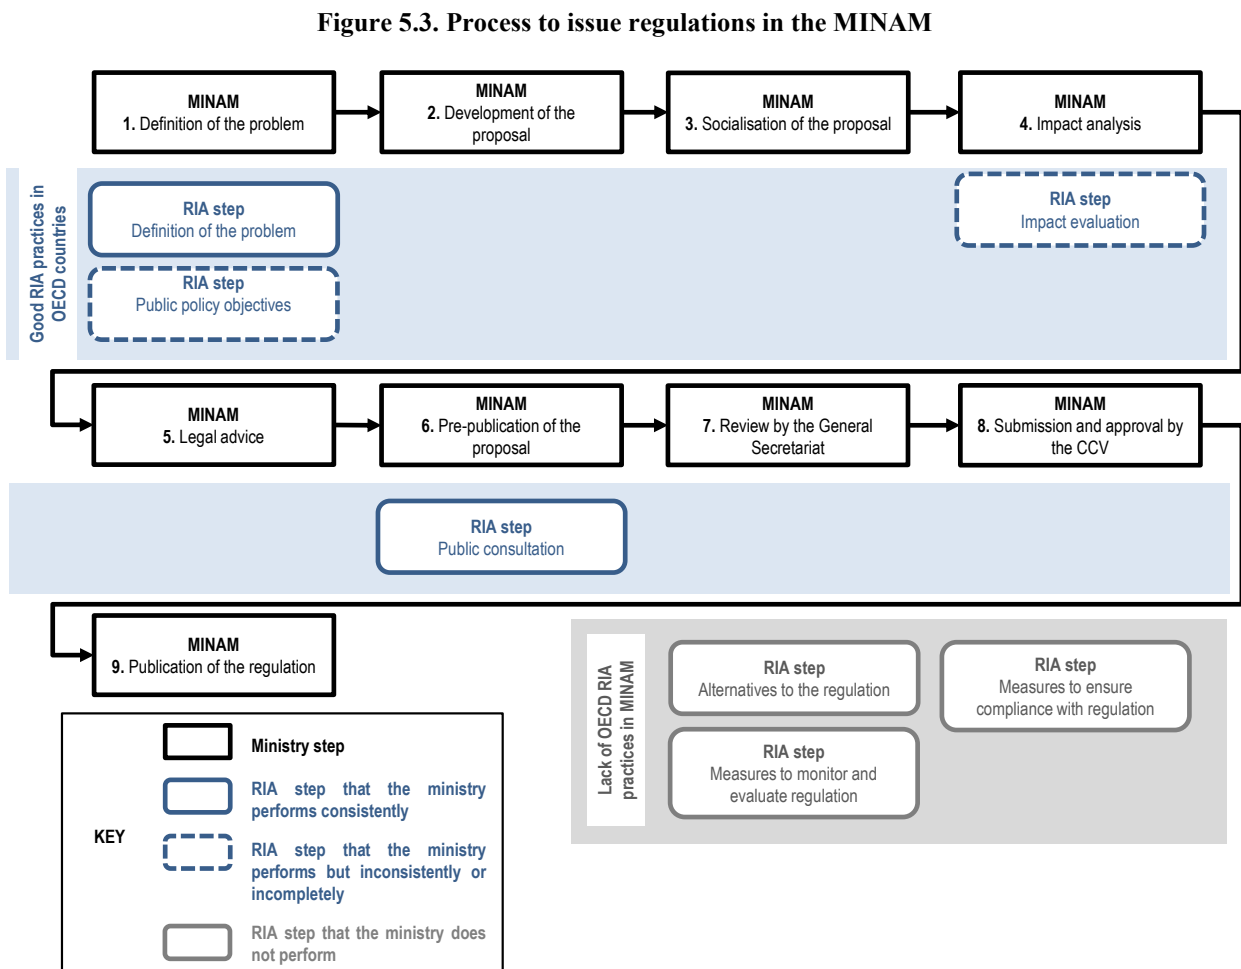 Figure 5.3. Process to issue regulations in the MINAM
MINAM
1. Definition of the problem
MINAM
2. Development of the
proposal
MINAM
3. Socialisation of the proposal
MINAM
4. Impact analysis
Good RIA practices in
OECD countries
RIA step
Definition of the problem
RIA step
Public policy objectives
RIA step
Impact evaluation
MINAM
5. Legal advice
MINAM
6. Pre-publication of the
proposal
MINAM
7. Review by the General
Secretariat
MINAM
8. Submission and approval by
the CCV
RIA step
Public consultation
MINAM
9. Publication of the regulation
Lack of OECD RIA
practices in MINAM
RIA step
Alternatives to the regulation
RIA step
Measures to ensure
compliance with regulation
RIA step
Measures to monitor and
evaluate regulation
KEY
Ministry step
RIA step that the ministry
performs consistently
RIA step that the ministry
performs but inconsistently or
incompletely
RIA step that the ministry does
not perform